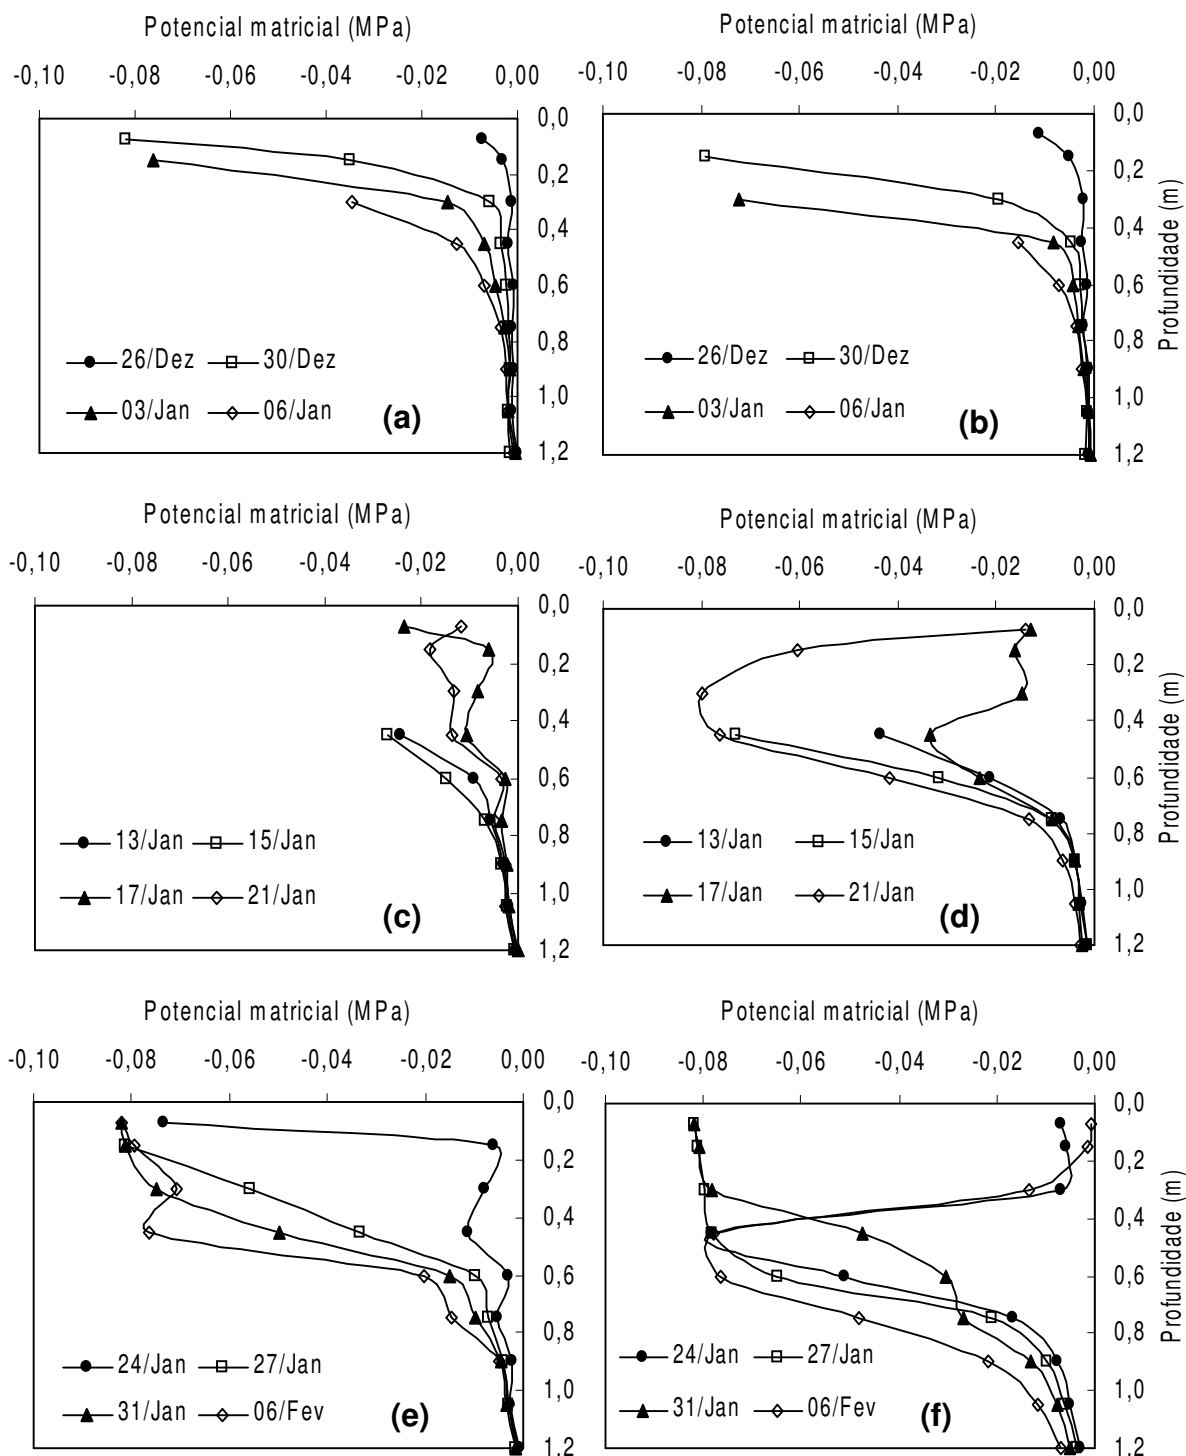 Potencial matricial (MPa)
-0,10 -0,08 -0,06 -0,04 -0,02 0,00
0,0
0,2
0,4
0,6
0,8
1,0
1,2
26/Dez 30/Dez
03/Jan 06/Jan
(a)
Potencial matricial (MPa)
-0,10 -0,08 -0,06 -0,04 -0,02 0,00
0,0
0,2
0,4
0,6
0,8
1,0
1,2
Profundidade (m)
26/Dez 30/Dez
03/Jan 06/Jan
(b)
Potencial matricial (MPa)
-0,10 -0,08 -0,06 -0,04 -0,02 0,00
0,0
0,2
0,4
0,6
0,8
1,0
1,2
13/Jan 15/Jan
17/Jan 21/Jan
(c)
Potencial matricial (MPa)
-0,10 -0,08 -0,06 -0,04 -0,02 0,00
0,0
0,2
0,4
0,6
0,8
1,0
1,2
Profundidade (m)
13/Jan 15/Jan
17/Jan 21/Jan
(d)
Potencial matricial (MPa)
-0,10 -0,08 -0,06 -0,04 -0,02 0,00
0,0
0,2
0,4
0,6
0,8
1,0
1,2
24/Jan 27/Jan
31/Jan 06/Fev
(e)
Potencial matricial (MPa)
-0,10 -0,08 -0,06 -0,04 -0,02 0,00
0,0
0,2
0,4
0,6
0,8
1,0
1,2
Profundidade (m)
24/Jan 27/Jan
31/Jan 06/Fev
(f)